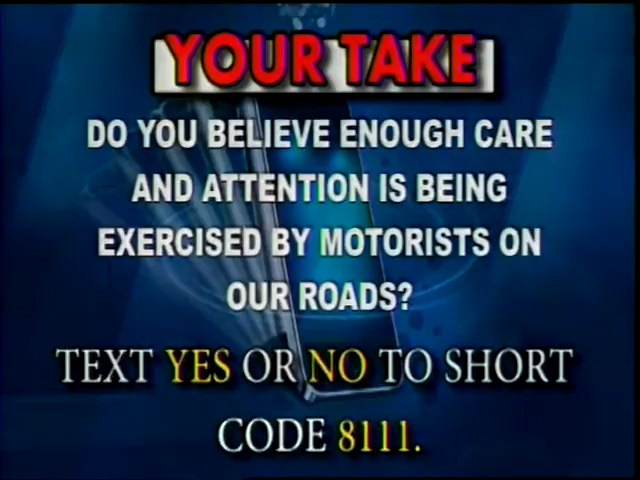 YOUR TAKE
DO YOU BELIEVE ENOUGH CARE
AND ATTENTION IS BEING
EXERCISED BY MOTORISTS ON
OUR ROADS?
TEXT YES OR NO TO SHORT
CODE 8111.